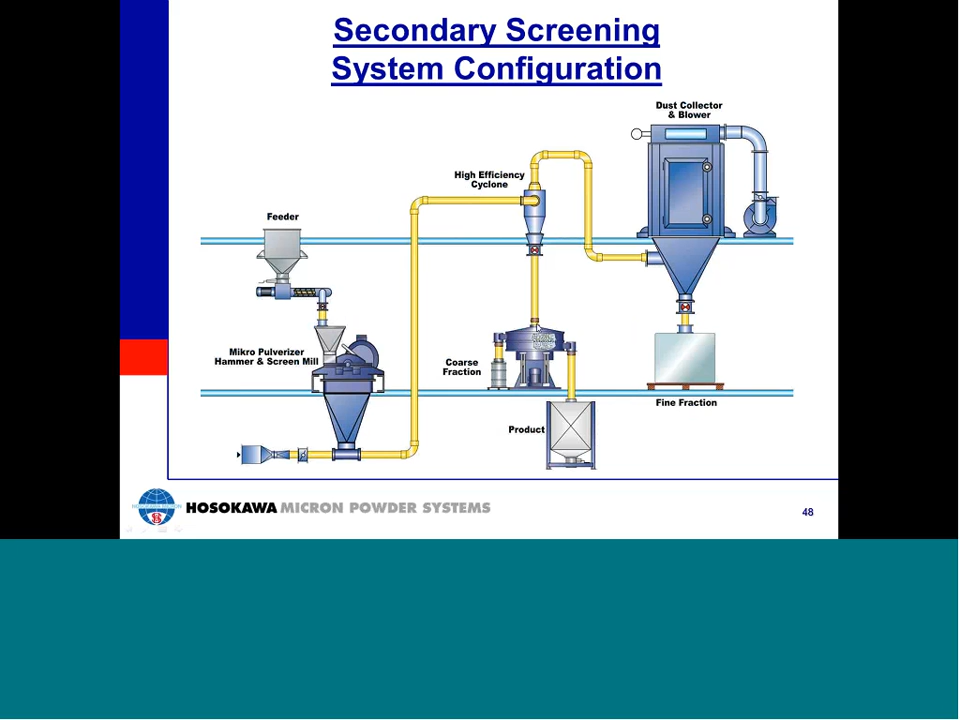 Secondary Screening
System Configuration
Dust Collector
& Blower
High Efficiency
Cyclone
Feeder
Mikro Pulverizer
Hammer & Screen Mill
Coarse
Fraction
Fine Fraction
Product
HOSOKAWA MICRON POWDER SYSTEMS
48